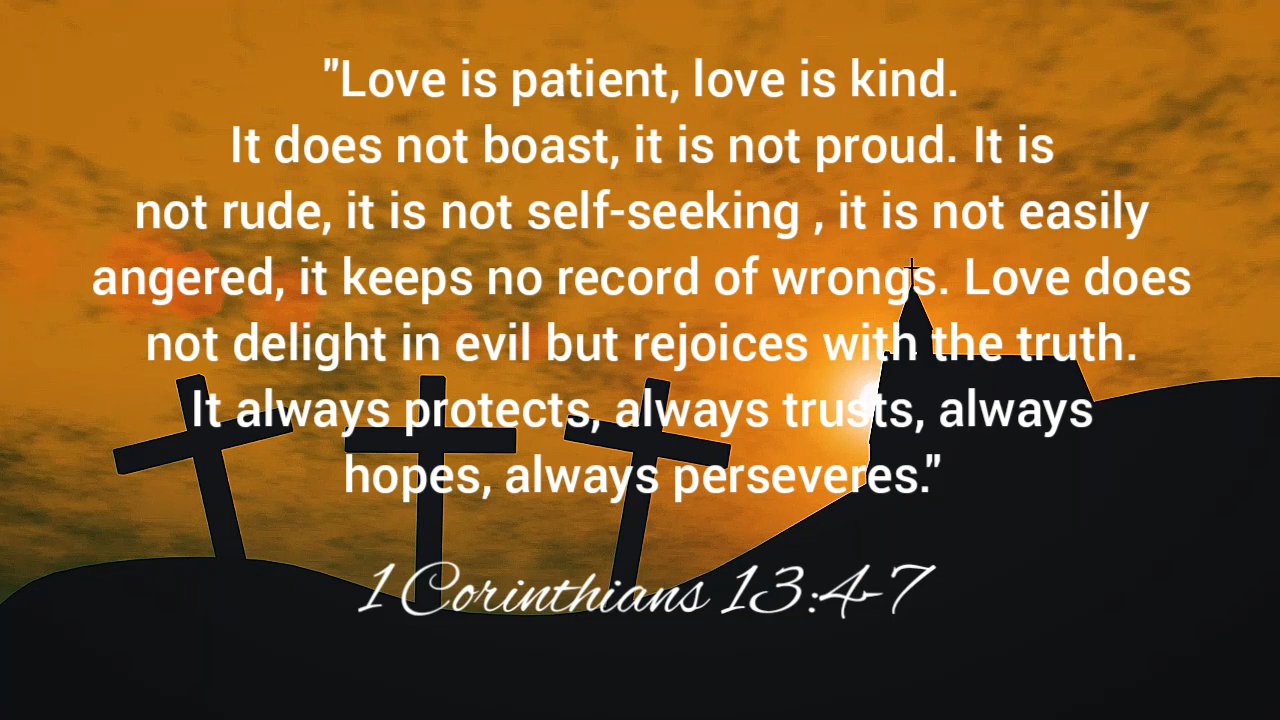 "Love is patient, love is kind.
It does not boast, it is not proud. It is
not rude, it is not self-seeking , it is not easily
angered, it keeps no record of wrongs. Love does
not delight in evil but rejoices with the truth.
It always protects, always trusts, always
hopes, always perseveres."
1 Corinthians 13:4-7